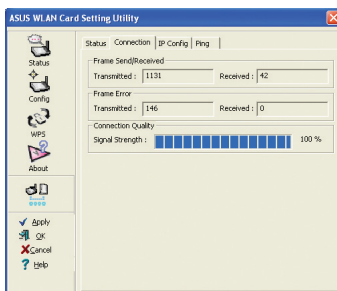 ASUS WLAN Card Setting Utility
Status
Config
WPS
About
Apply
OK
Cancel
Help
Status Connection IP Config Ping
Frame Send/Received
Transmitted : 1131 Received : 42
Frame Error
Transmitted : 146 Received : 0
Connection Quality
Signal Strength : 100 %